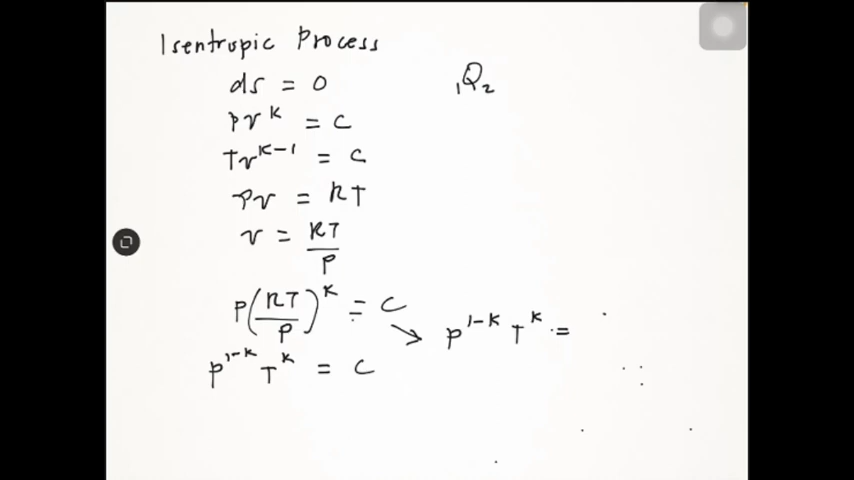 Isentropic Process
ds = 0
₁Q₂
Pv^k = C
Tv^k-1 = C
Pv = RT
v = RT/P
P(RT/P)^k = C
P^1-k T^k =
P^1-k T^k = C